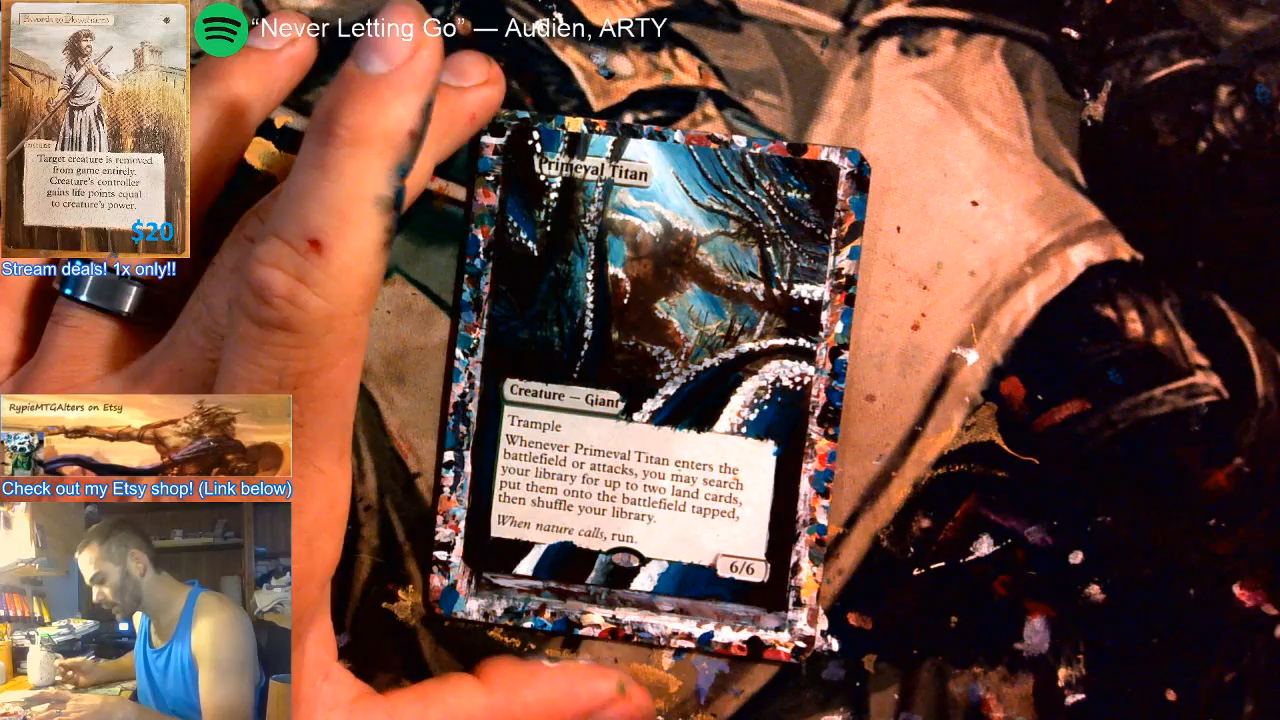 Swords to Plowshares
“Never Letting Go” — Audien, ARTY
Target creature is removed
from game entirely.
Creature's controller
gains life points equal
to creature's power.
$20
Stream deals! 1x only!!
RypieMTGAlters on Etsy
Check out my Etsy shop! (Link below)
Primeval Titan
Creature — Giant
Trample
Whenever Primeval Titan enters the
battlefield or attacks, you may search
your library for up to two land cards,
put them onto the battlefield tapped,
then shuffle your library.
When nature calls, run.
6/6